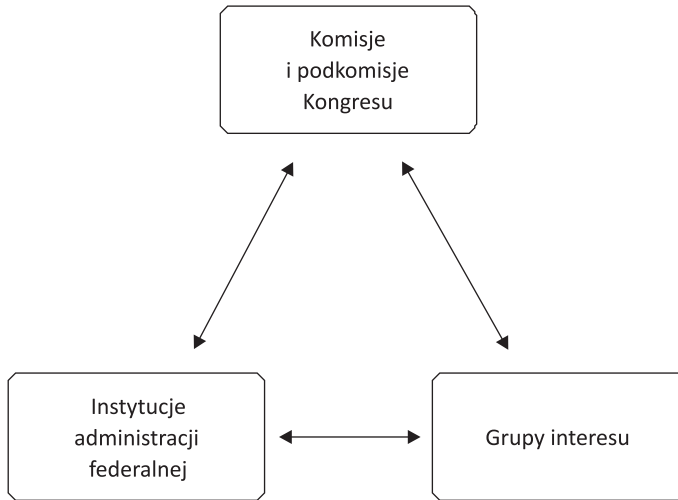 Komisje
i podkomisje
Kongresu
Instytucje
administracji
federalnej
Grupy interesu